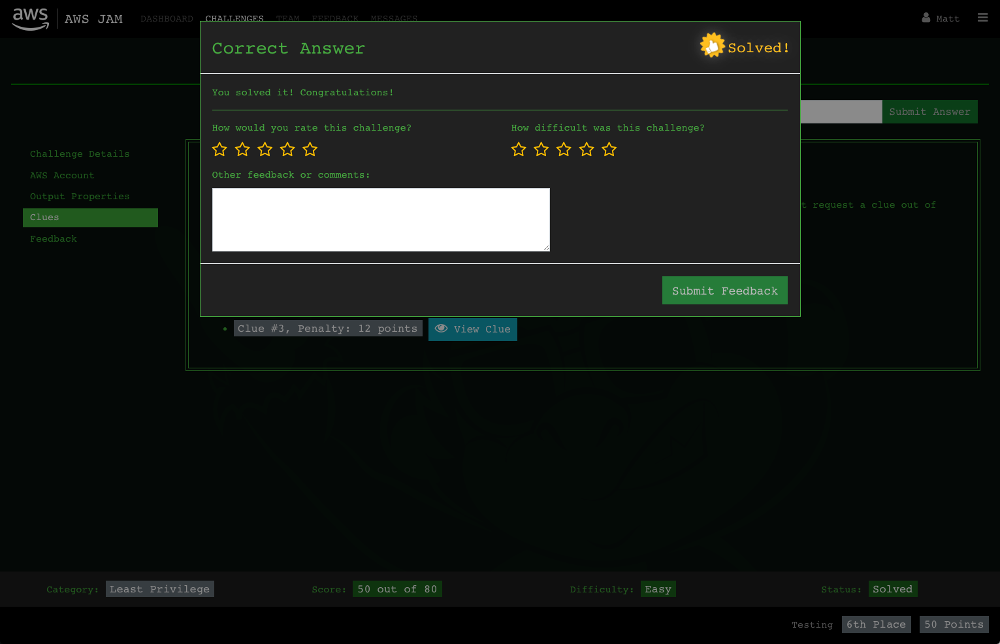 aws
AWS JAM
DASHBOARD CHALLENGES TEAM FEEDBACK MESSAGES
Matt
Correct Answer
Solved!
You solved it! Congratulations!
Submit Answer
How would you rate this challenge?
How difficult was this challenge?
Other feedback or comments:
Challenge Details
AWS Account
Output Properties
Clues
Feedback
t request a clue out of
Submit Feedback
Clue #3, Penalty: 12 points
View Clue
Category: Least Privilege
Score: 50 out of 80
Difficulty: Easy
Status: Solved
Testing 6th Place 50 Points